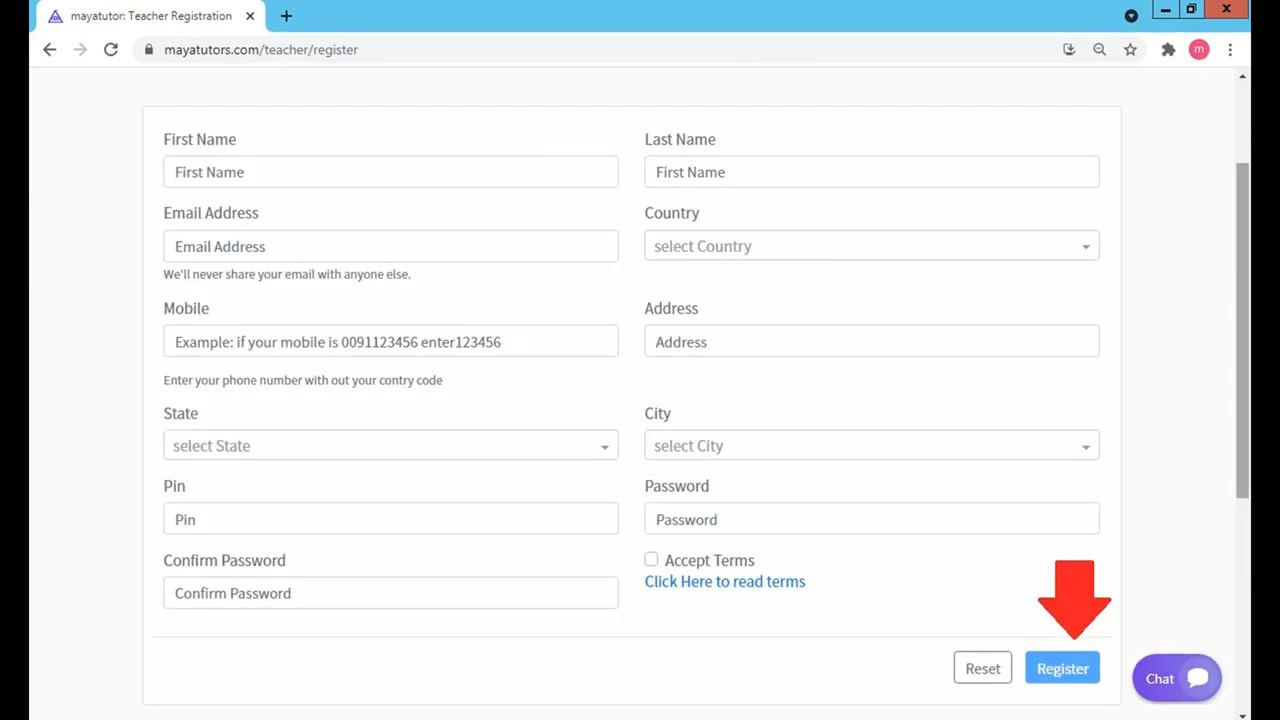 mayatutor: Teacher Registration
mayatutors.com/teacher/register
m
First Name
Last Name
First Name
First Name
Email Address
Country
Email Address
select Country
We'll never share your email with anyone else.
Mobile
Address
Example: if your mobile is 0091123456 enter123456
Address
Enter your phone number with out your contry code
State
City
select State
select City
Pin
Password
Pin
Password
Confirm Password
Accept Terms
Click Here to read terms
Confirm Password
Reset
Register
Chat